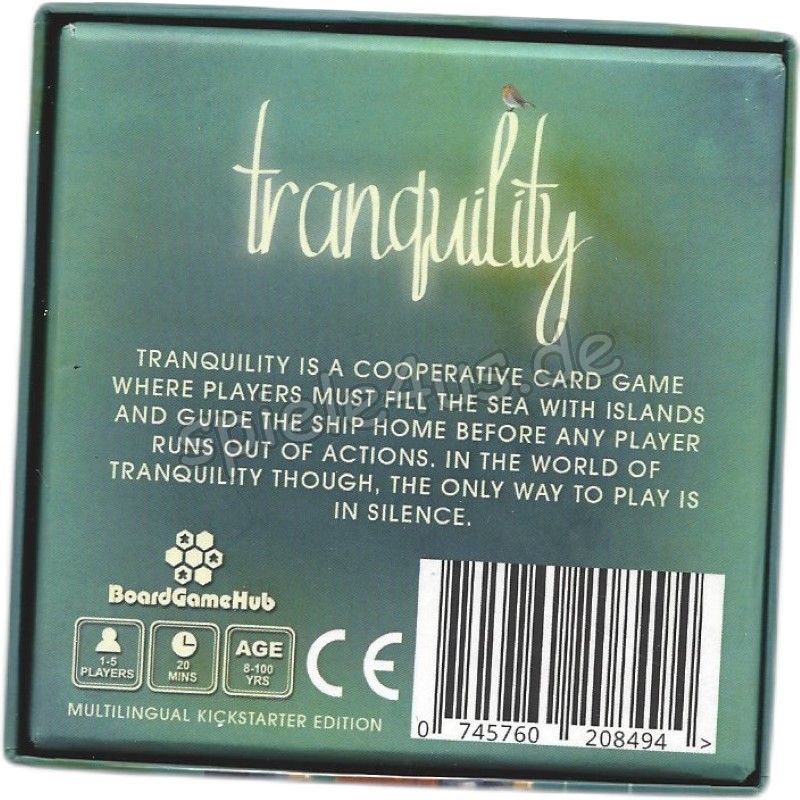 tranquility
TRANQUILITY IS A COOPERATIVE CARD GAME
WHERE PLAYERS MUST FILL THE SEA WITH ISLANDS
AND GUIDE THE SHIP HOME BEFORE ANY PLAYER
RUNS OUT OF ACTIONS. IN THE WORLD OF
TRANQUILITY THOUGH, THE ONLY WAY TO PLAY IS
IN SILENCE.
spiele4us.de
BoardGameHub
1-5
PLAYERS
20
MINS
AGE
8-100
YRS
CE
MULTILINGUAL KICKSTARTER EDITION
0 745760 208494 >